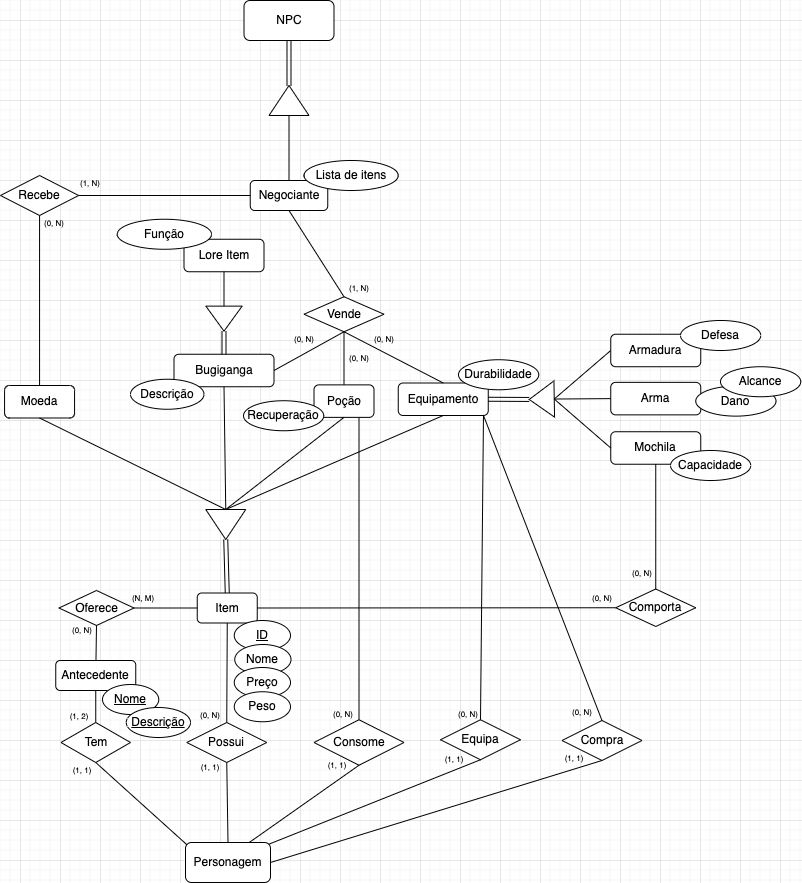 NPC
Lista de itens
Recebe
(1, N)
Negociante
(0, N)
Função
Lore Item
(1, N)
Vende
(0, N)
(0, N)
(0, N)
Armadura
Defesa
Bugiganga
Durabilidade
Descrição
Moeda
Recuperação
Poção
Equipamento
Arma
Alcance
Dano
Mochila
Capacidade
(0, N)
Oferece
(N, M)
Item
(0, N)
Comporta
(0, N)
ID
Nome
Preço
Peso
Antecedente
Nome
Descrição
(1, 2)
(0, N)
(0, N)
(0, N)
(0, N)
Tem
Possui
Consome
Equipa
Compra
(1, 1)
(1, 1)
(1, 1)
(1, 1)
(1, 1)
Personagem